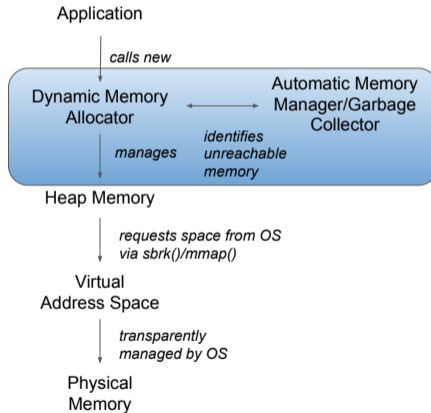 Application
calls new
Dynamic Memory
Allocator
Automatic Memory
Manager/Garbage
Collector
manages
identifies
unreachable
memory
Heap Memory
requests space from OS
via sbrk()/mmap()
Virtual
Address Space
transparently
managed by OS
Physical
Memory